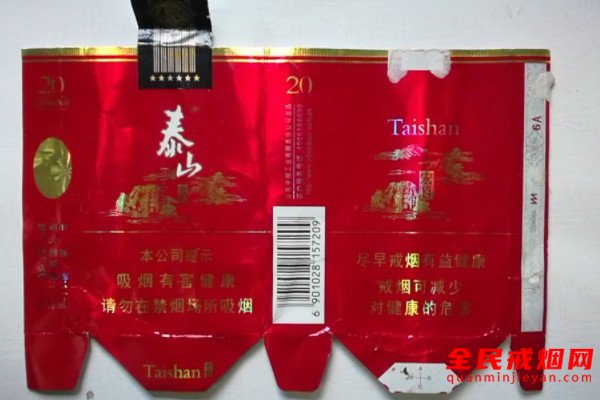 ★★★★★★
20
泰山
本公司提示
吸烟有害健康
请勿在禁烟场所吸烟
Taishan
20
6 901028 157209
Taishan
尽早戒烟有益健康
戒烟可减少
对健康的危害
6A
全民戒烟网
quanminjieyan.com